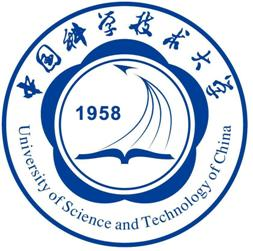 中国科学技术大学
1958
University of Science and Technology of China